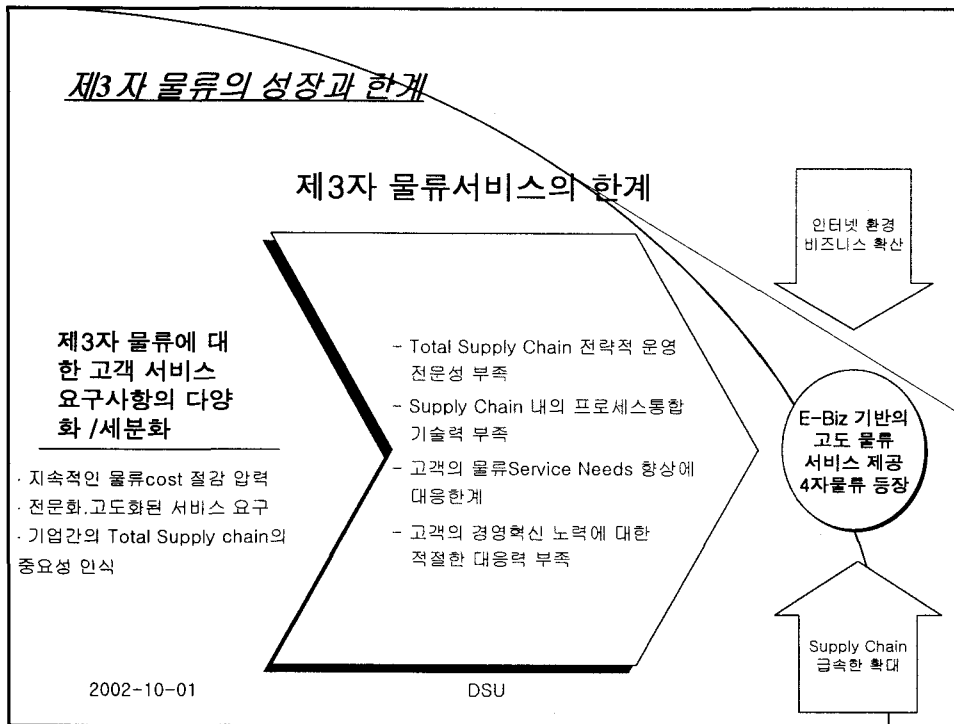 제3자 물류의 성장과 한계
제3자 물류서비스의 한계
제3자 물류에 대
한 고객 서비스
요구사항의 다양
화 /세분화
· 지속적인 물류cost 절감 압력
· 전문화.고도화된 서비스 요구
· 기업간의 Total Supply chain의
중요성 인식
- Total Supply Chain 전략적 운영
전문성 부족
- Supply Chain 내의 프로세스통합
기술력 부족
- 고객의 물류Service Needs 향상에
대응한계
- 고객의 경영혁신 노력에 대한
적절한 대응력 부족
인터넷 환경
비즈니스 확산
E-Biz 기반의
고도 물류
서비스 제공
4자물류 등장
Supply Chain
급속한 확대
2002-10-01
DSU